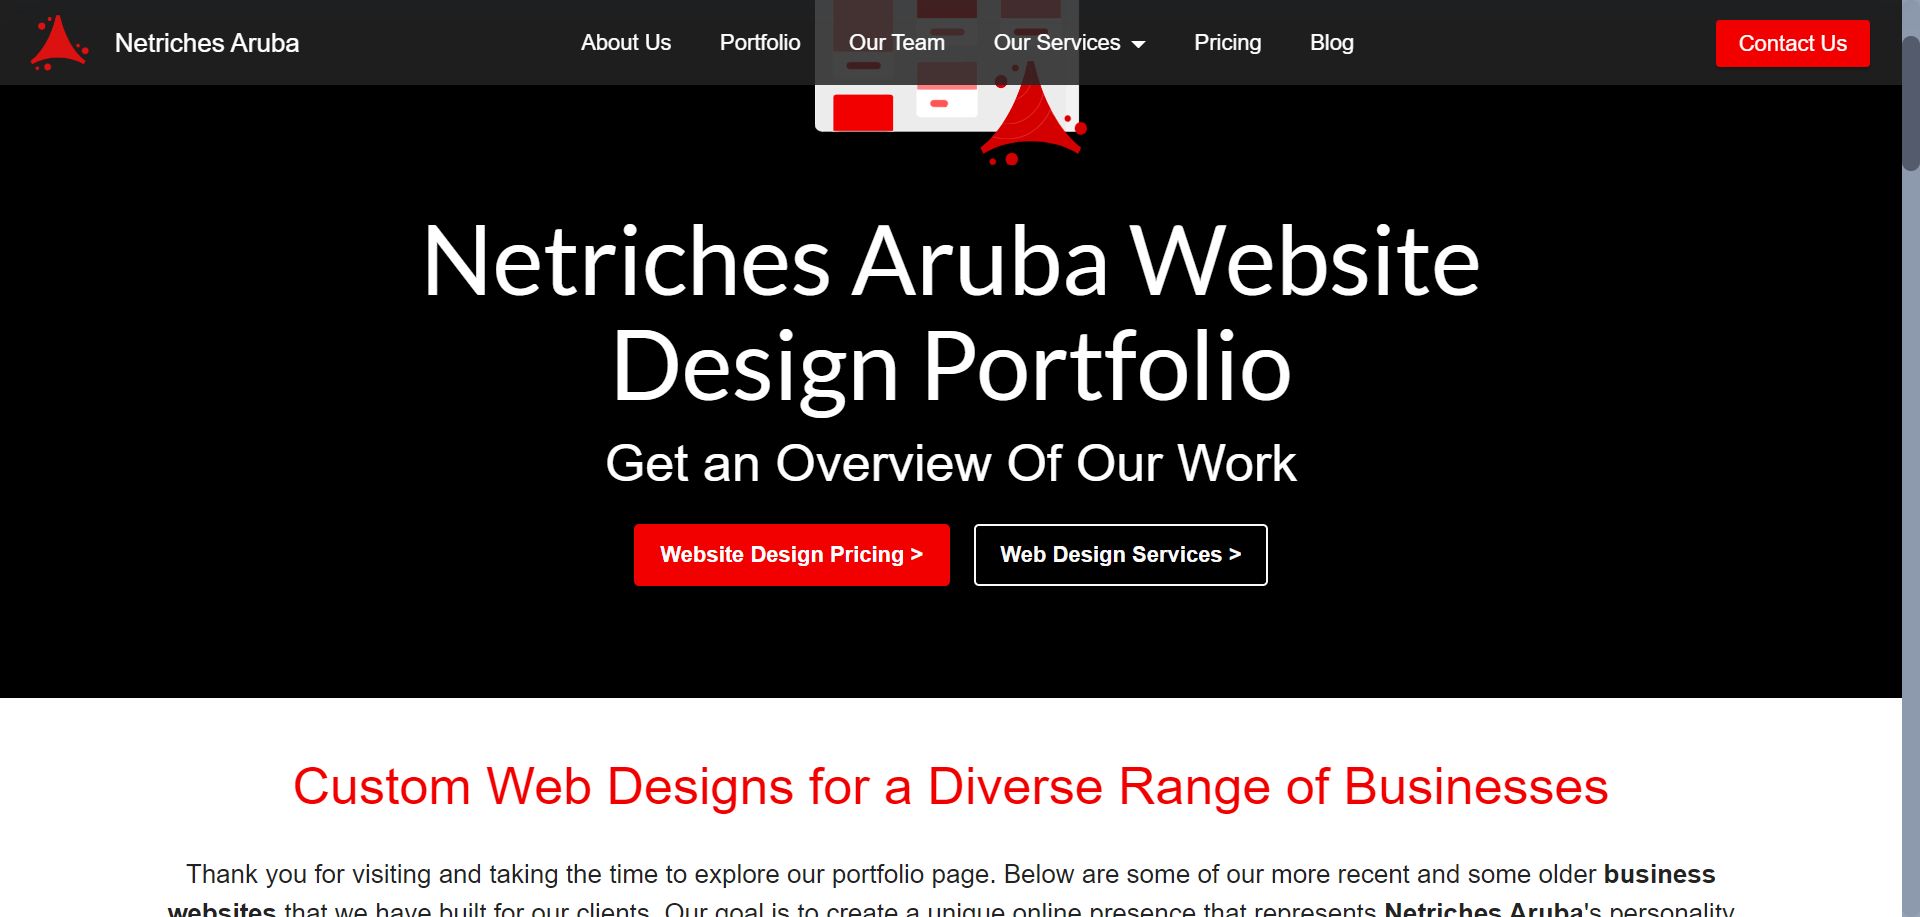 Netriches Aruba
About Us Portfolio Our Team Our Services Pricing Blog
Contact Us
Netriches Aruba Website
Design Portfolio
Get an Overview Of Our Work
Website Design Pricing > Web Design Services >
Custom Web Designs for a Diverse Range of Businesses
Thank you for visiting and taking the time to explore our portfolio page. Below are some of our more recent and some older business
websites that we have built for our clients. Our goal is to create a unique online presence that represents Netriches Aruba's personality